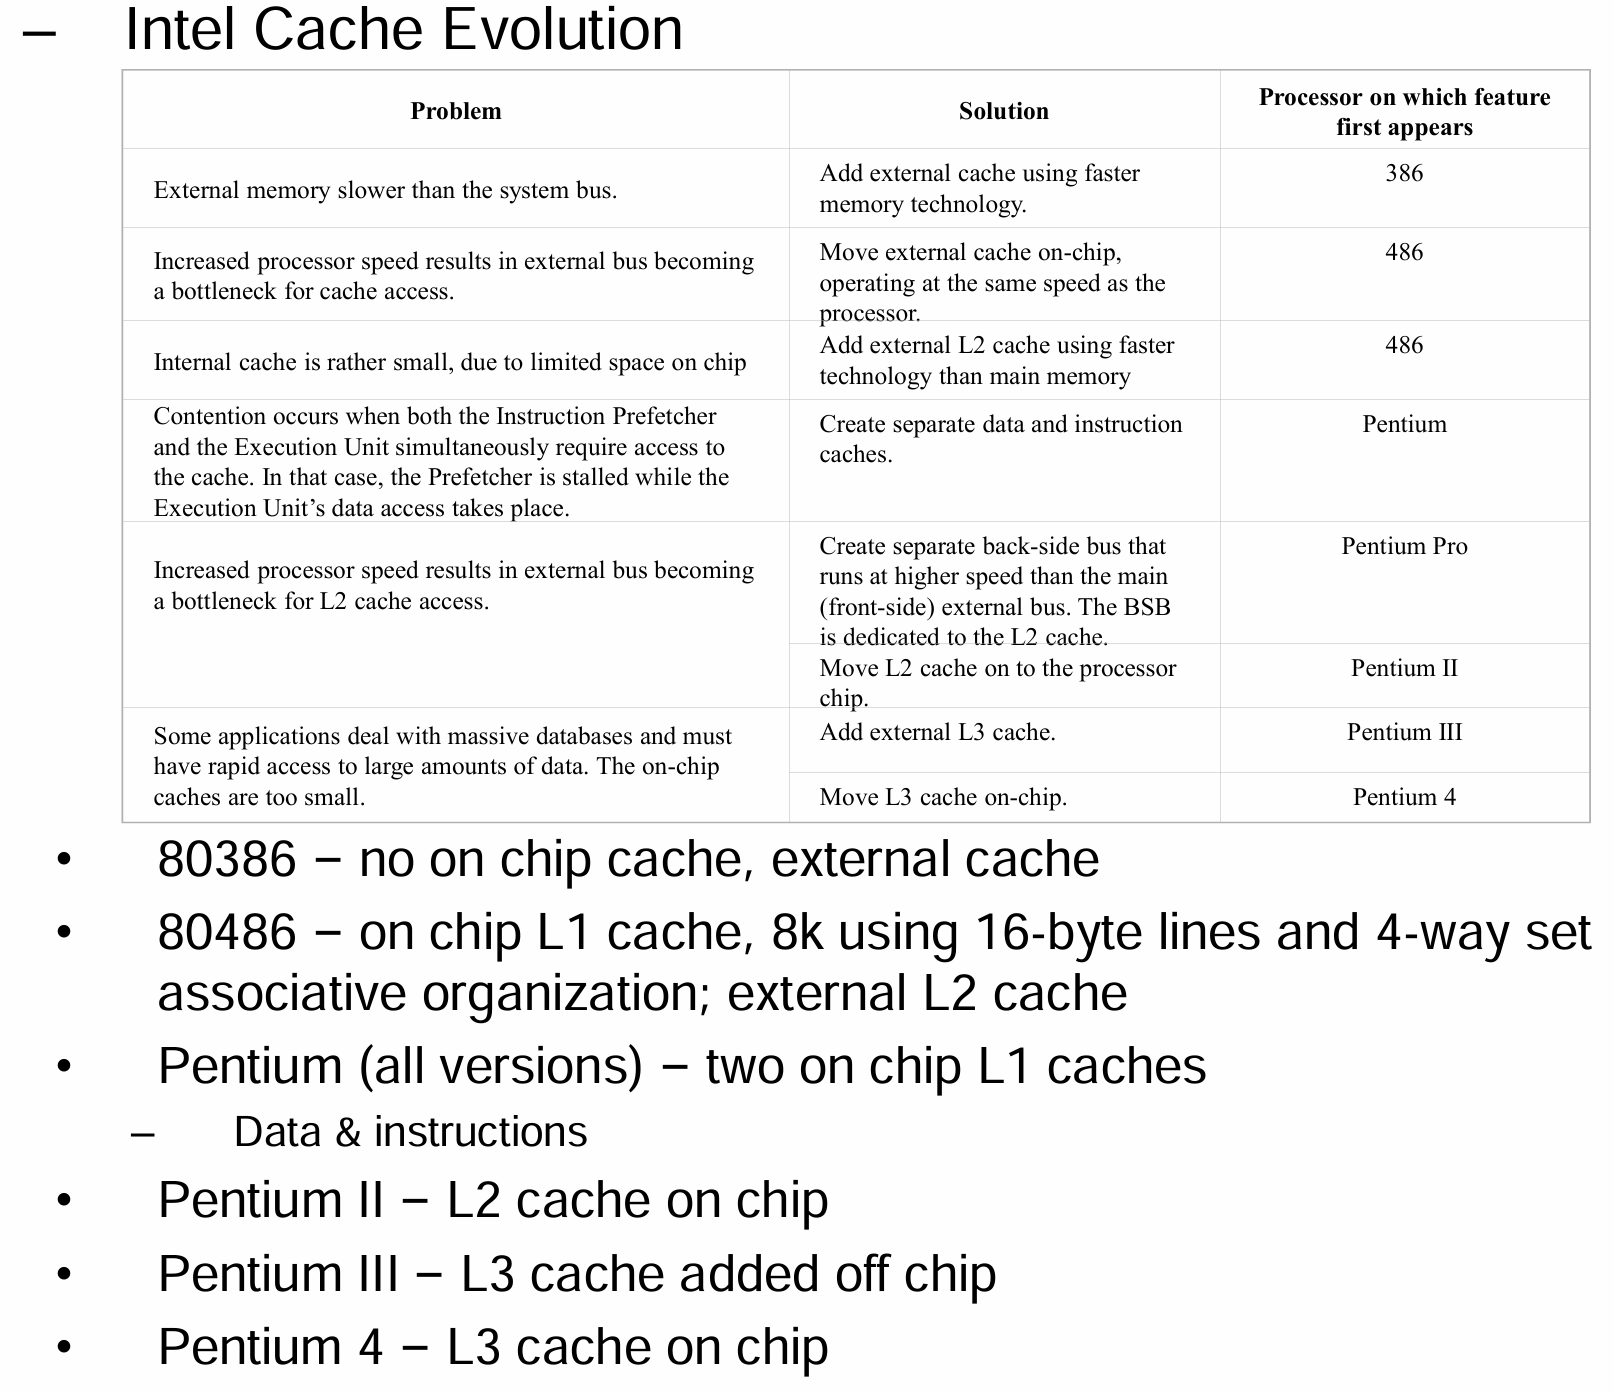 – Intel Cache Evolution
Problem Solution Processor on which feature
first appears
External memory slower than the system bus.
Add external cache using faster
memory technology.
386
Increased processor speed results in external bus becoming
a bottleneck for cache access.
Move external cache on-chip,
operating at the same speed as the
processor.
486
Internal cache is rather small, due to limited space on chip
Add external L2 cache using faster
technology than main memory
486
Contention occurs when both the Instruction Prefetcher
and the Execution Unit simultaneously require access to
the cache. In that case, the Prefetcher is stalled while the
Execution Unit’s data access takes place.
Create separate data and instruction
caches.
Pentium
Increased processor speed results in external bus becoming
a bottleneck for L2 cache access.
Create separate back-side bus that
runs at higher speed than the main
(front-side) external bus. The BSB
is dedicated to the L2 cache.
Pentium Pro
Move L2 cache on to the processor
chip.
Pentium II
Some applications deal with massive databases and must
have rapid access to large amounts of data. The on-chip
caches are too small.
Add external L3 cache.
Pentium III
Move L3 cache on-chip.
Pentium 4
• 80386 – no on chip cache, external cache
• 80486 – on chip L1 cache, 8k using 16-byte lines and 4-way set
associative organization; external L2 cache
• Pentium (all versions) – two on chip L1 caches
– Data & instructions
• Pentium II – L2 cache on chip
• Pentium III – L3 cache added off chip
• Pentium 4 – L3 cache on chip